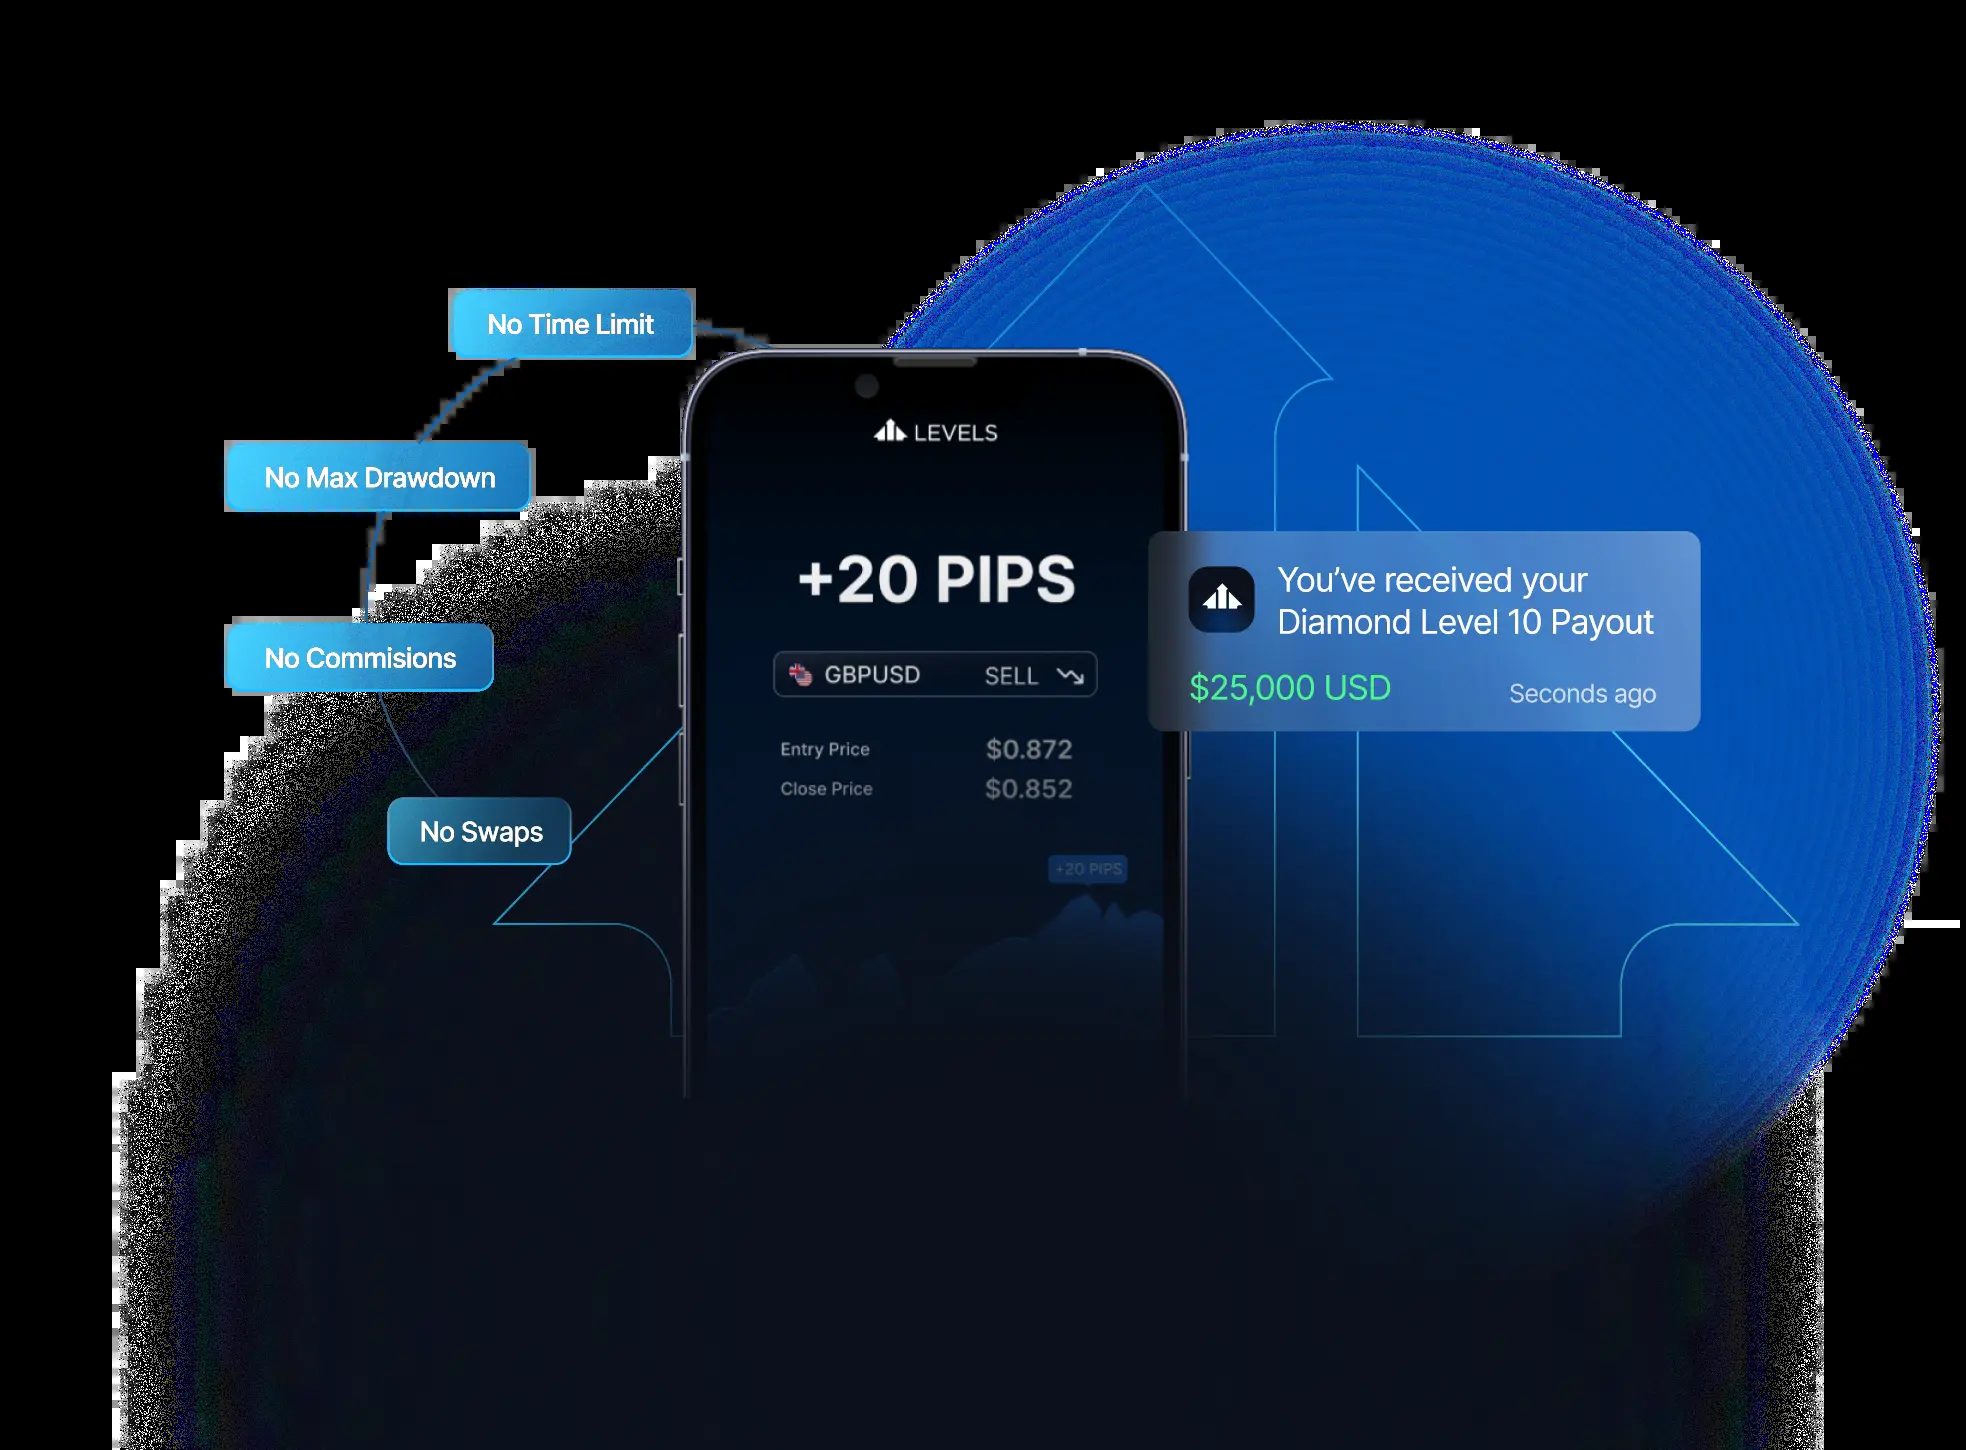 No Time Limit
No Max Drawdown
No Commisions
No Swaps
LEVELS
+20 PIPS
GBPUSD SELL
Entry Price $0.872
Close Price $0.852
+20 PIPS
You’ve received your
Diamond Level 10 Payout
$25,000 USD Seconds ago